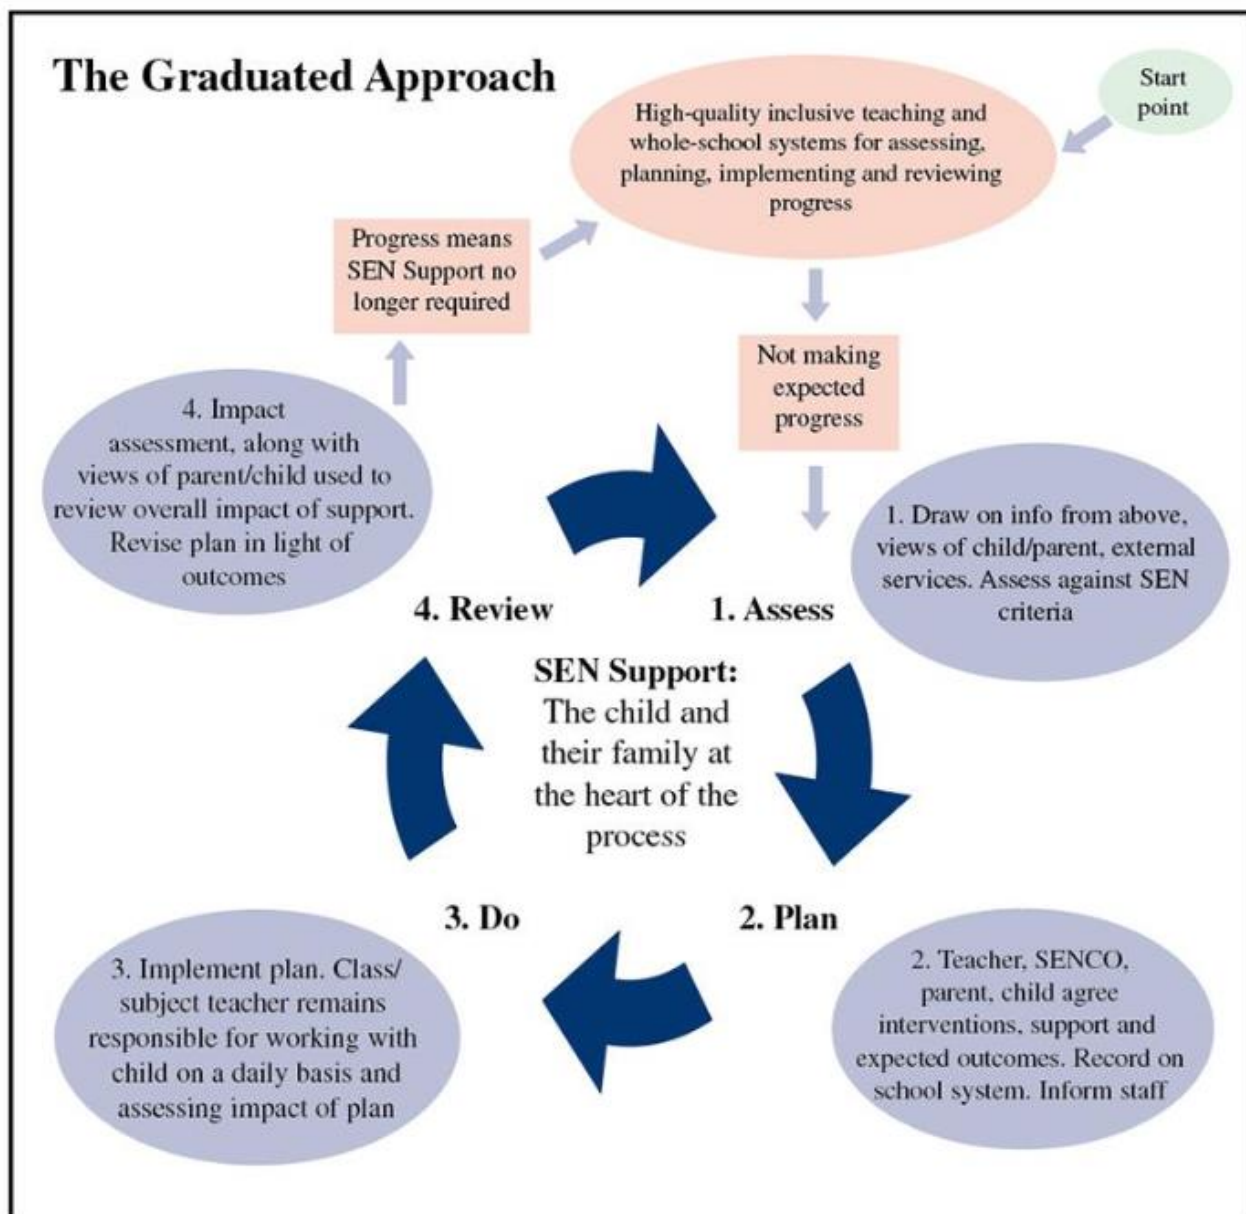 The Graduated Approach
Start
point
High-quality inclusive teaching and
whole-school systems for assessing,
planning, implementing and reviewing
progress
Progress means
SEN Support no
longer required
Not making
expected
progress
4. Impact
assessment, along with
views of parent/child used to
review overall impact of support.
Revise plan in light of
outcomes
1. Draw on info from above,
views of child/parent, external
services. Assess against SEN
criteria
4. Review
1. Assess
SEN Support:
The child and
their family at
the heart of the
process
3. Do
2. Plan
3. Implement plan. Class/
subject teacher remains
responsible for working with
child on a daily basis and
assessing impact of plan
2. Teacher, SENCO,
parent, child agree
interventions, support and
expected outcomes. Record on
school system. Inform staff